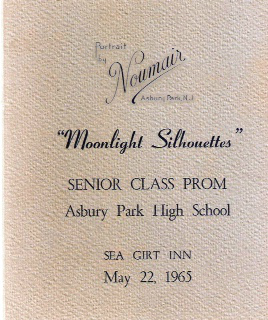 Portrait
by
Noumair
Asbury Park, N.J.
"Moonlight Silhouettes"
SENIOR CLASS PROM
Asbury Park High School
SEA GIRT INN
May 22, 1965